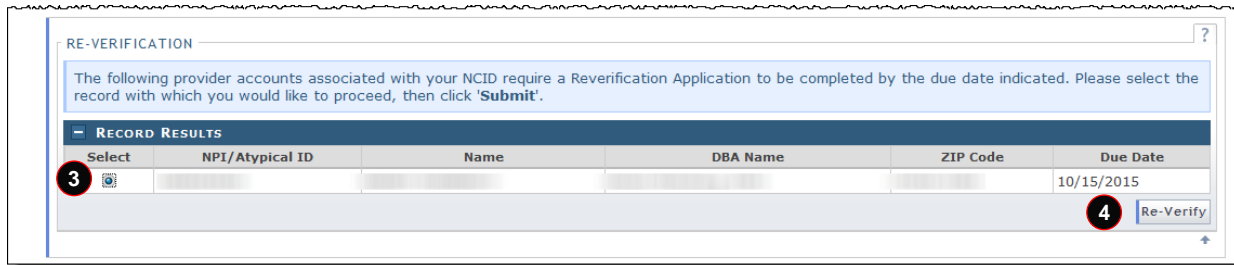 RE-VERIFICATION
?
The following provider accounts associated with your NCID require a Reverification Application to be completed by the due date indicated. Please select the
record with which you would like to proceed, then click 'Submit'.
− RECORD RESULTS
Select NPI/Atypical ID Name DBA Name ZIP Code Due Date
3 10/15/2015
4 Re-Verify